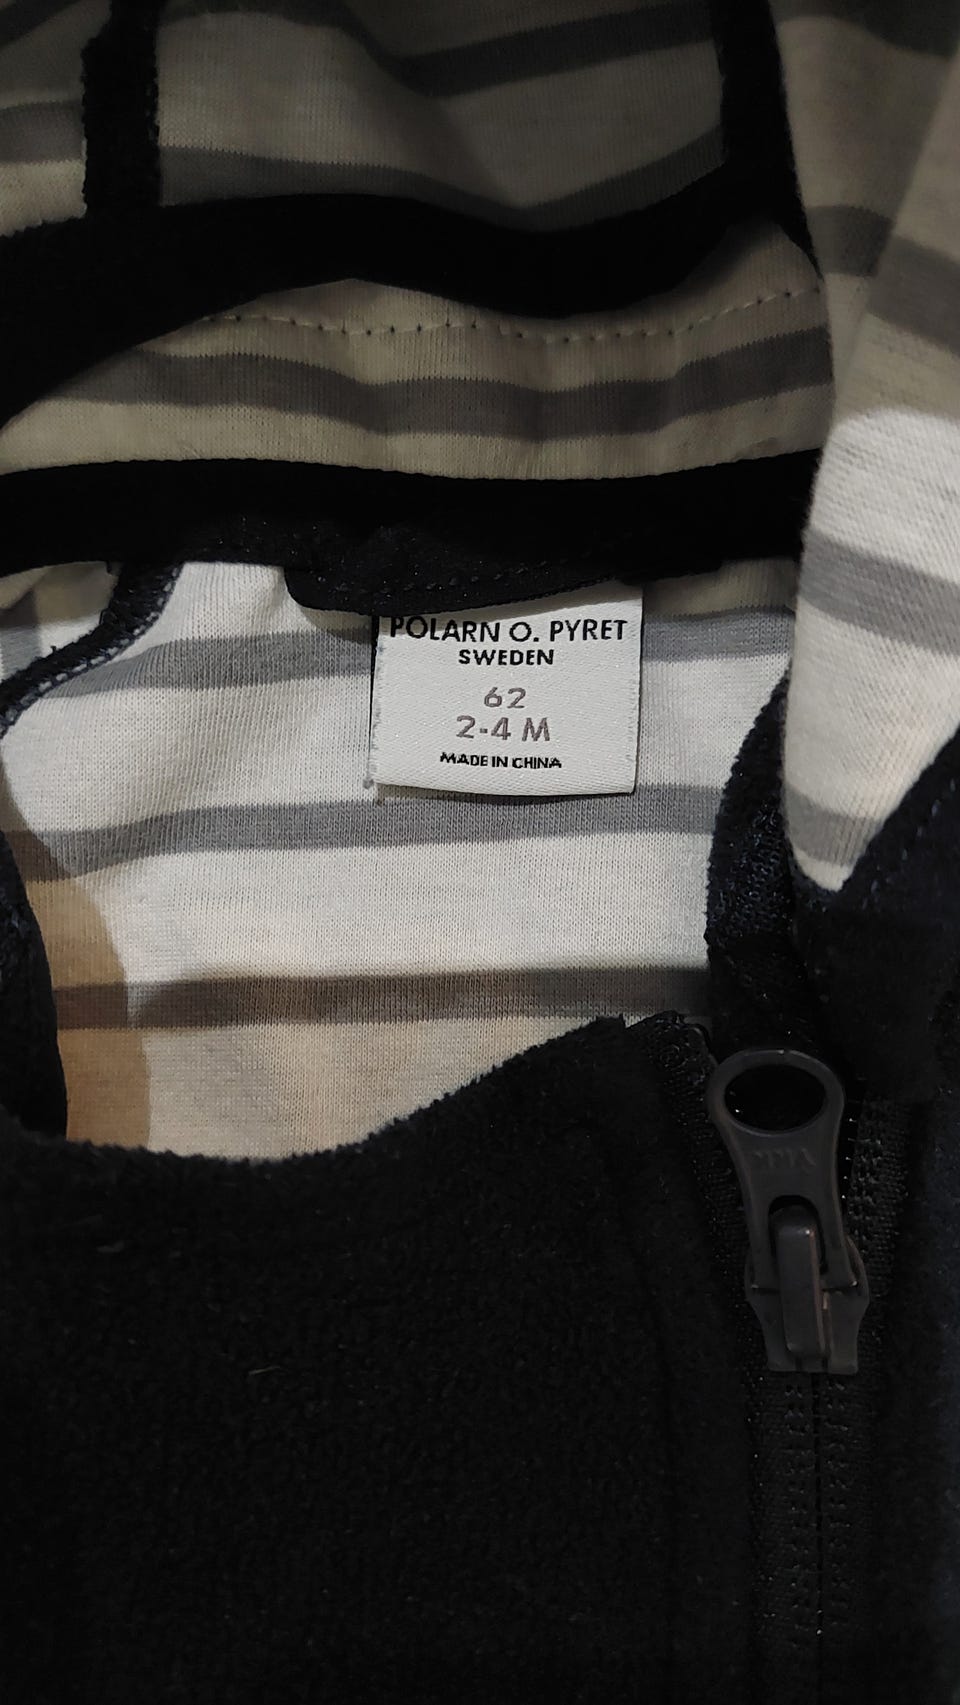 POLARN O. PYRET
SWEDEN
62
2-4 M
MADE IN CHINA